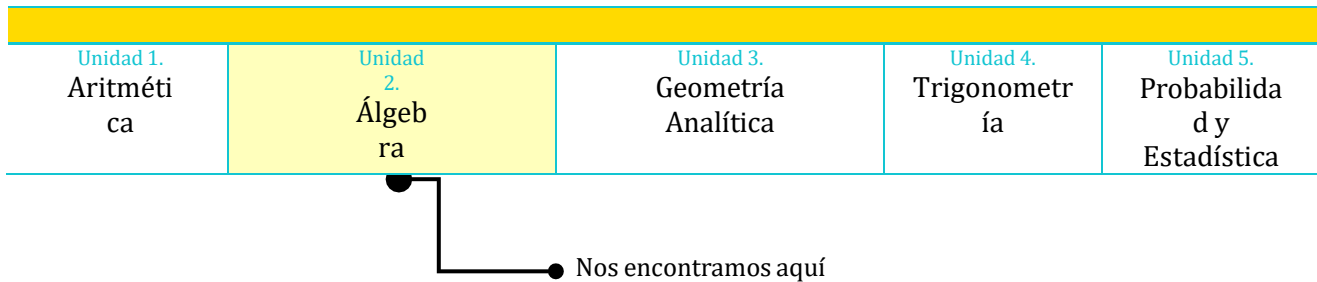 Unidad 1.
Aritméti
ca
Unidad
2.
Álgeb
ra
Unidad 3.
Geometría
Analítica
Unidad 4.
Trigonometr
ía
Unidad 5.
Probabilida
d y
Estadística
Nos encontramos aquí